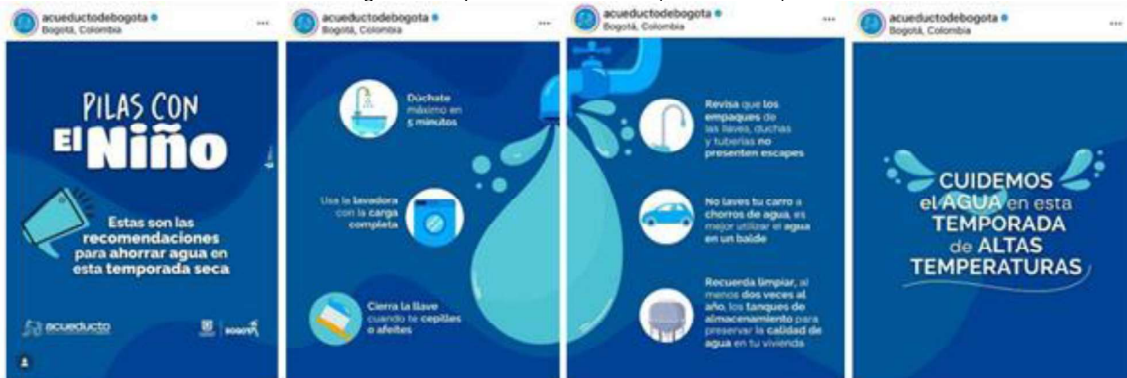 acueductodebogota
Bogotá, Colombia
PILAS CON
El Niño
Estas son las
recomendaciones
para ahorrar agua en
esta temporada seca
acueducto
BOGOTÁ
acueductodebogota
Bogotá, Colombia
Dúchate
máximo en
5 minutos
Usa la lavadora
con la carga
completa
Cierra la llave
cuando te cepilles
o afeites
acueductodebogota
Bogotá, Colombia
Revisa que los
empaques de
las llaves, duchas
y tuberías no
presenten escapes
No laves tu carro a
chorros de agua, es
mejor utilizar el agua
en un balde
Recuerda limpiar, al
menos dos veces al
año, los tanques de
almacenamiento para
preservar la calidad de
agua en tu vivienda
acueductodebogota
Bogotá, Colombia
CUIDEMOS
el AGUA en esta
TEMPORADA
de ALTAS
TEMPERATURAS